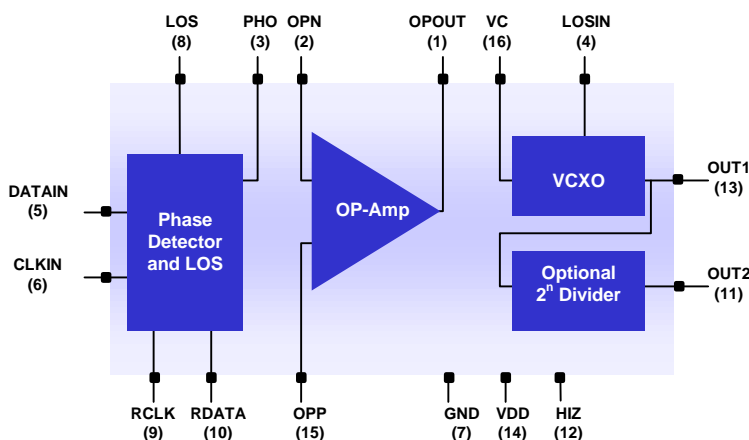 LOS
(8)
PHO
(3)
OPN
(2)
OPOUT
(1)
VC
(16)
LOSIN
(4)
DATAIN
(5)
CLKIN
(6)
Phase
Detector
and LOS
OP-Amp
VCXO
OUT1
(13)
Optional
2ⁿ Divider
OUT2
(11)
RCLK
(9)
RDATA
(10)
OPP
(15)
GND
(7)
VDD
(14)
HIZ
(12)